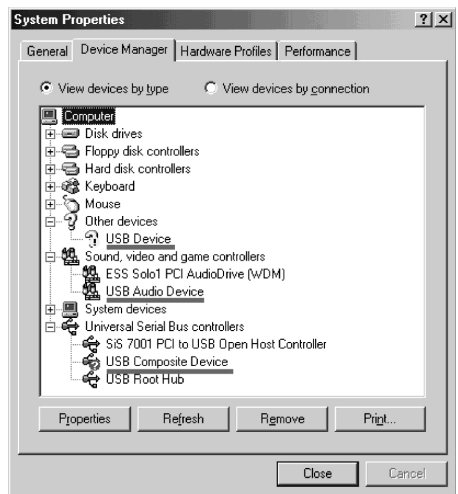 System Properties
General Device Manager Hardware Profiles Performance
View devices by type View devices by connection
Computer
Disk drives
Floppy disk controllers
Hard disk controllers
Keyboard
Mouse
Other devices
USB Device
Sound, video and game controllers
ESS Solo1 PCI AudioDrive (WDM)
USB Audio Device
System devices
Universal Serial Bus controllers
SiS 7001 PCI to USB Open Host Controller
USB Composite Device
USB Root Hub
Properties Refresh Remove Print...
Close Cancel